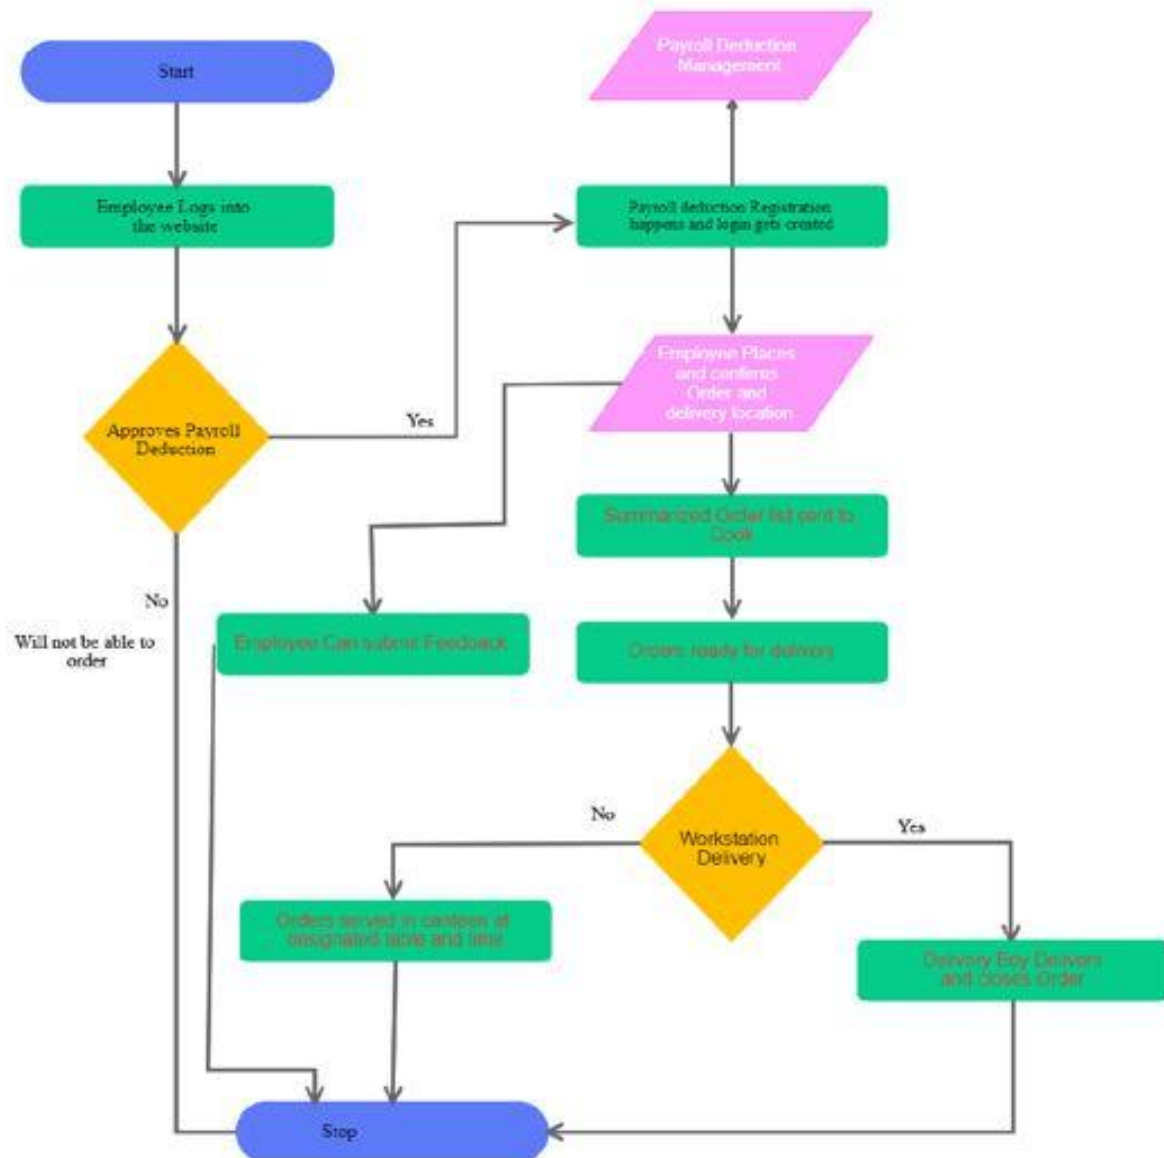 Start
Payroll Deduction
Management
Employee Logs into
the website
Payroll deduction Registration
happens and login gets created
Approves Payroll
Deduction
Yes
Employee Places
and confirms
Order and
delivery location
Summarized Order list sent to
Cook
No
Will not be able to
order
Employee Can submit Feedback
Orders ready for delivery
Workstation
Delivery
No
Yes
Orders served in canteen at
designated table and time
Delivery Boy Delivers
and closes Order
Stop